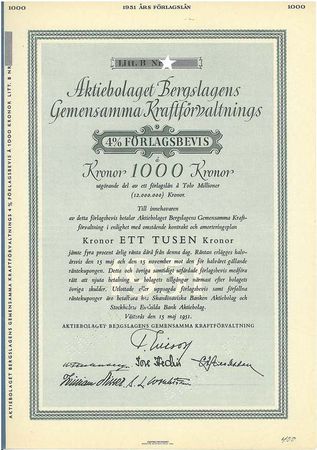 1000 1951 ÅRS FÖRLAGSLÅN 1000
AKTIEBOLAGET BERGSLAGENS GEMENSAMMA KRAFTFÖRVALTNINGS 4 % FÖRLAGSBEVIS À 1000 KRONOR LITT. B NR
LITT. B Nr
Aktiebolaget Bergslagens
Gemensamma Kraftförvaltnings
4% FÖRLAGSBEVIS
à
Kronor 1000 Kronor
utgörande del av ett förlagslån å Tolv Millioner
(12.000.000) Kronor.
Till innehavaren
av detta förlagsbevis betalar Aktiebolaget Bergslagens Gemensamma Kraft-
förvaltning i enlighet med omstående kontrakt och amorteringsplan
Kronor ETT TUSEN Kronor
jämte fyra procent årlig ränta därå från denna dag. Räntan erlägges halv-
årsvis den 15 maj och den 15 november mot den för halvåret gällande
räntekupongen. Detta och övriga samtidigt utfärdade förlagsbevis medföra
rätt att njuta betalning ur bolagets tillgångar närmast efter bolagets
övriga skulder. Utlottade eller uppsagda förlagsbevis samt förfallna
räntekuponger äro betalbara hos Skandinaviska Banken Aktiebolag och
Stockholms Enskilda Bank Aktiebolag.
Västerås den 15 maj 1951.
AKTIEBOLAGET BERGSLAGENS GEMENSAMMA KRAFTFÖRVALTNING